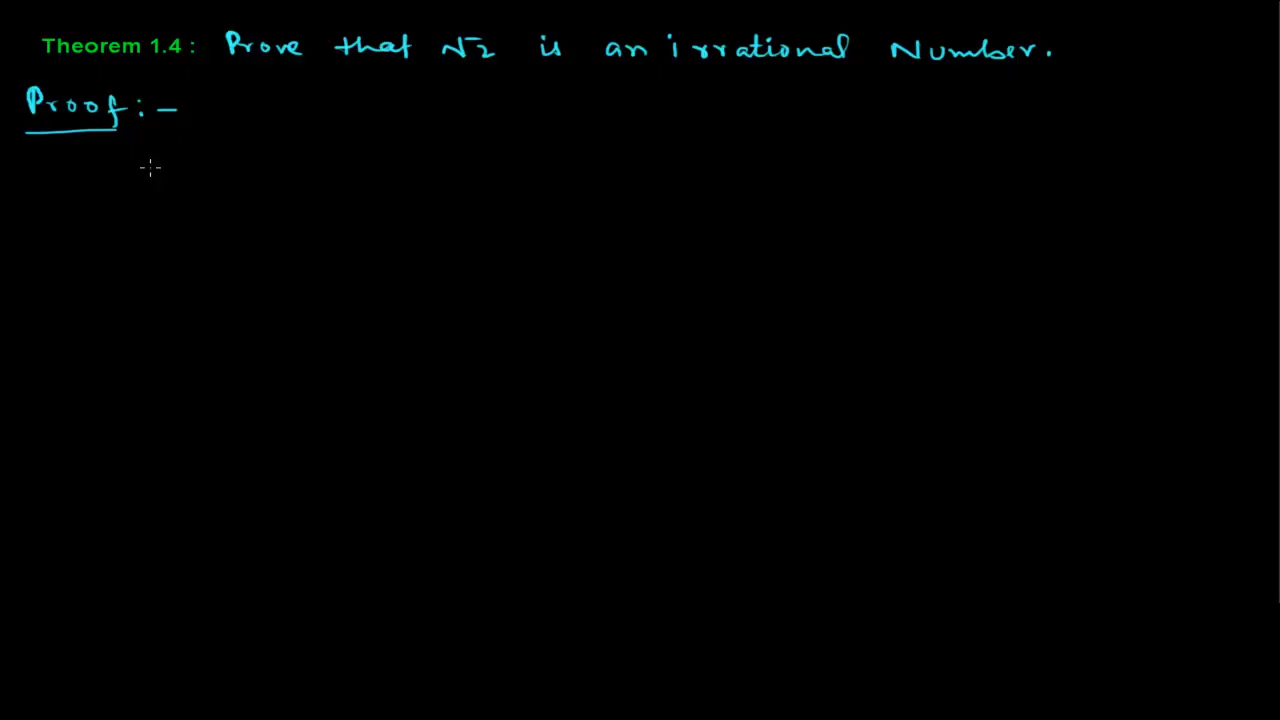 Theorem 1.4 : Prove that √2 is an irrational Number.
Proof :-